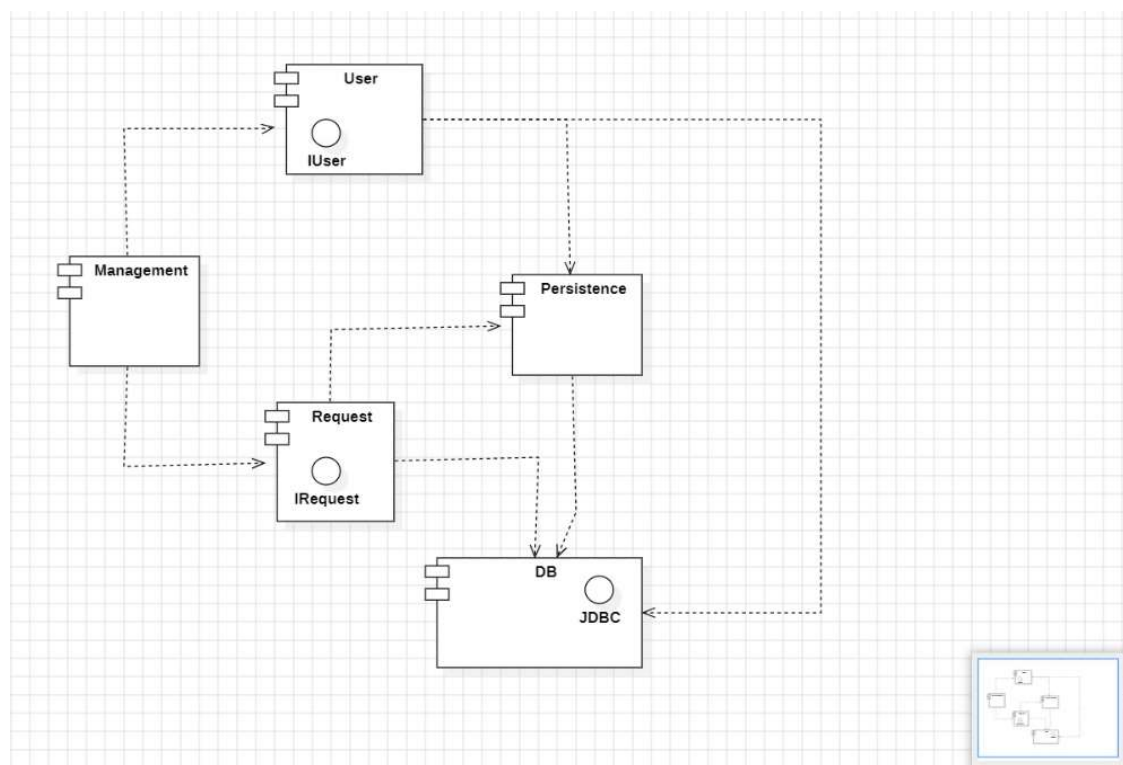 User
IUser
Management
Persistence
Request
IRequest
DB
JDBC